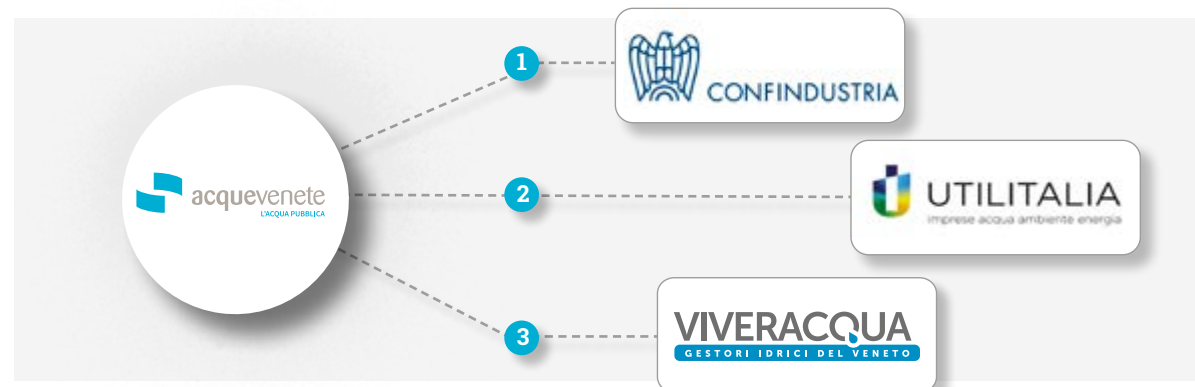 1
CONFINDUSTRIA
acquevenete
L'ACQUA PUBBLICA
2
UTILITALIA
imprese acqua ambiente energia
3
VIVERACQUA
GESTORI IDRICI DEL VENETO